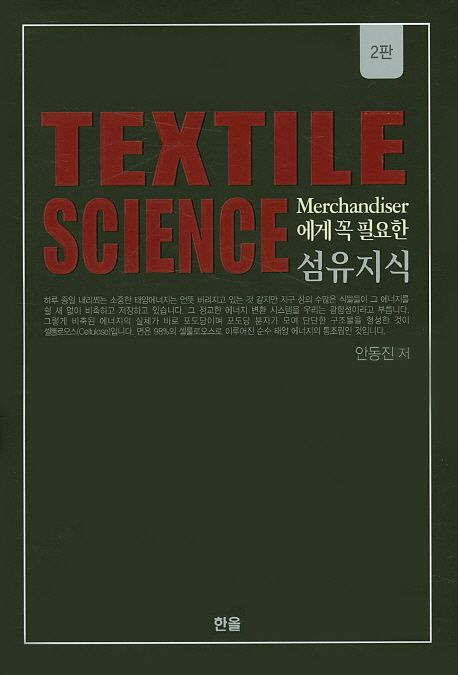 2판
TEXTILE
SCIENCE
Merchandiser
에게 꼭 필요한
섬유지식
하루 종일 내리쬐는 소중한 태양에너지는 언뜻 버려지고 있는 것 같지만 지구 상의 수많은 식물들이 그 에너지를
쉴 새 없이 비축하고 저장하고 있습니다. 그 정교한 에너지 변환 시스템을 우리는 광합성이라고 부릅니다.
그렇게 비축된 에너지의 실체가 바로 포도당이며 포도당 분자가 모여 단단한 구조물을 형성한 것이
셀룰로오스(Cellulose)입니다. 면은 98%의 셀룰로오스로 이루어진 순수 태양 에너지의 통조림인 것입니다.
안동진 저
한올